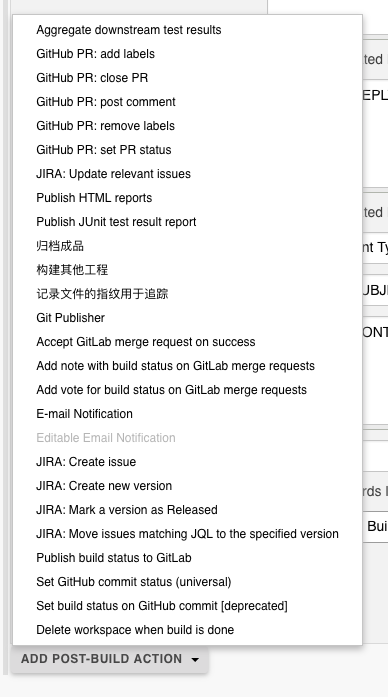 Aggregate downstream test results
GitHub PR: add labels
GitHub PR: close PR
GitHub PR: post comment
GitHub PR: remove labels
GitHub PR: set PR status
JIRA: Update relevant issues
Publish HTML reports
Publish JUnit test result report
归档成品
构建其他工程
记录文件的指纹用于追踪
Git Publisher
Accept GitLab merge request on success
Add note with build status on GitLab merge requests
Add vote for build status on GitLab merge requests
E-mail Notification
Editable Email Notification
JIRA: Create issue
JIRA: Create new version
JIRA: Mark a version as Released
JIRA: Move issues matching JQL to the specified version
Publish build status to GitLab
Set GitHub commit status (universal)
Set build status on GitHub commit [deprecated]
Delete workspace when build is done
ADD POST-BUILD ACTION
ted
EPL
ted
nt Ty
UBJ
ONT
rds l
Bui